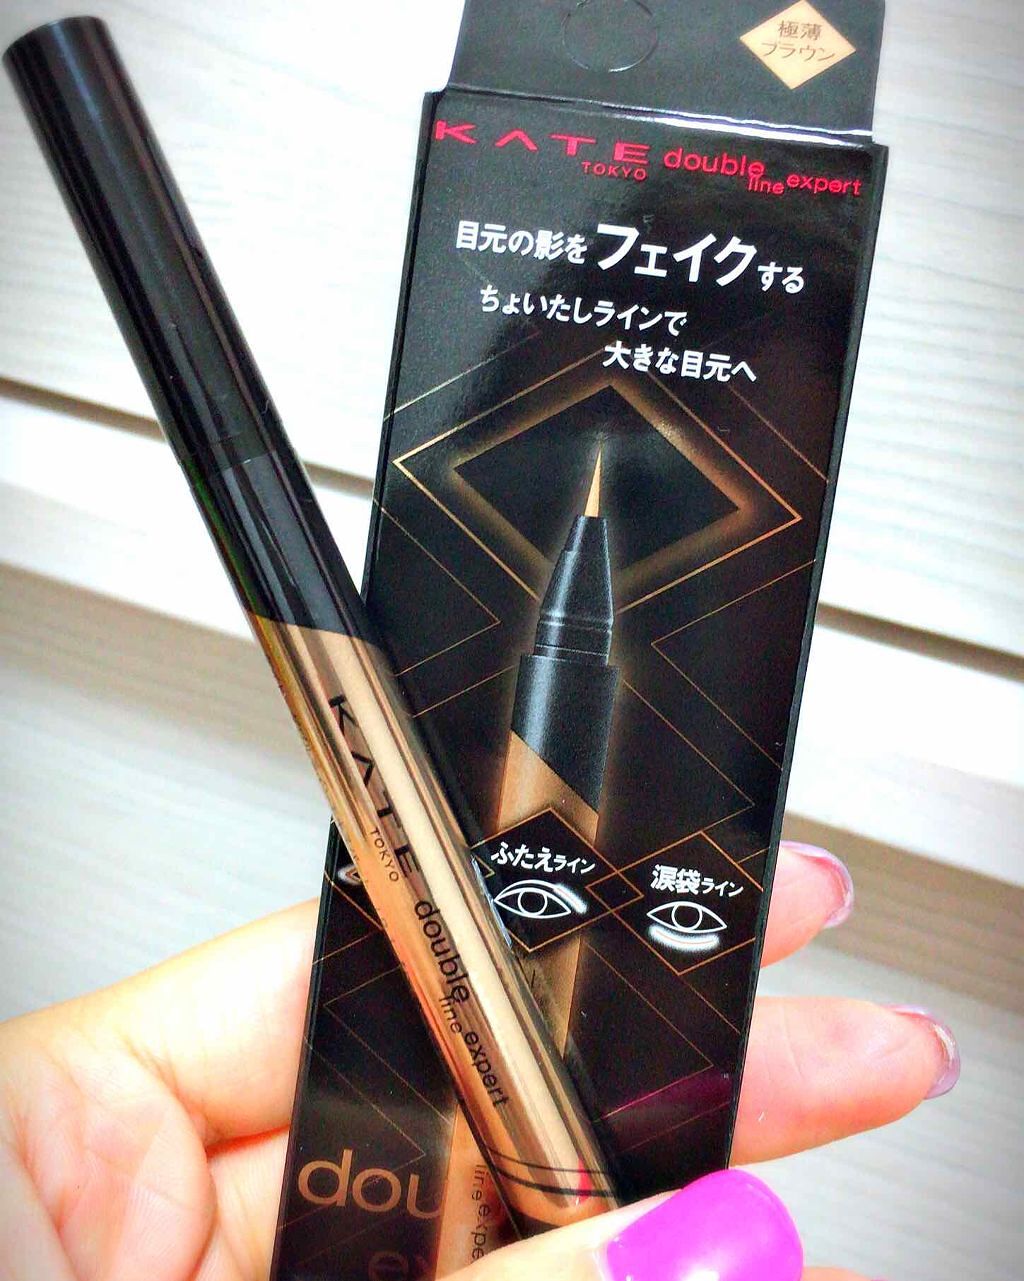 極薄
ブラウン
KATE
TOKYO
double
line expert
目元の影をフェイクする
ちょいたしラインで
大きな目元へ
ふたえライン
涙袋ライン
KATE
TOKYO
double
line expert
dou
line expe